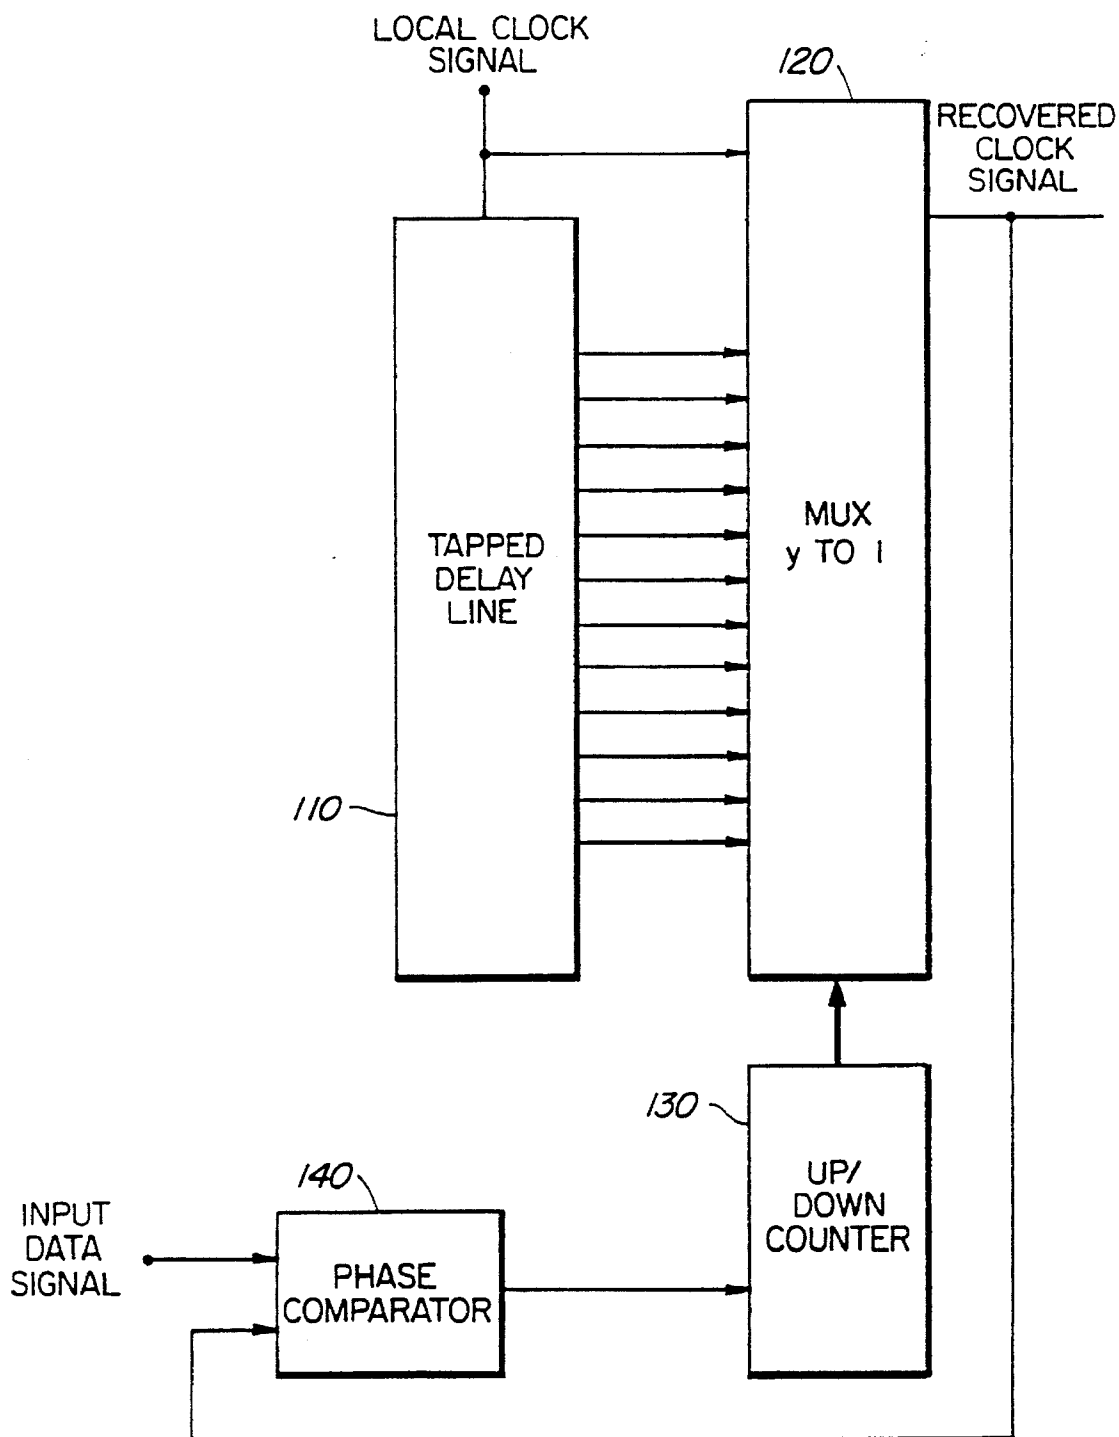 LOCAL CLOCK
SIGNAL
120
RECOVERED
CLOCK
SIGNAL
MUX
y TO 1
TAPPED
DELAY
LINE
110
130
140
UP/
DOWN
COUNTER
INPUT
DATA
SIGNAL
PHASE
COMPARATOR